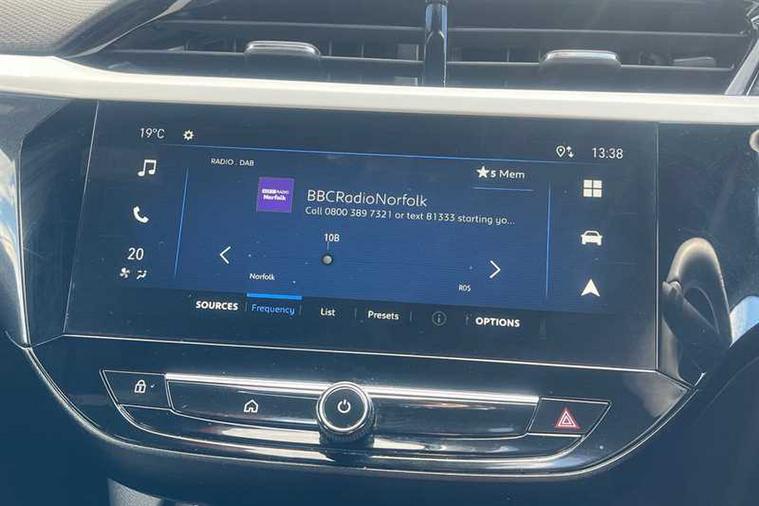 19°C
13:38
RADIO : DAB
5 Mem
BBC RADIO
Norfolk
BBCRadioNorfolk
Call 0800 389 7321 or text 81333 starting yo...
10B
20
Norfolk
RDS
SOURCES
Frequency
List
Presets
OPTIONS